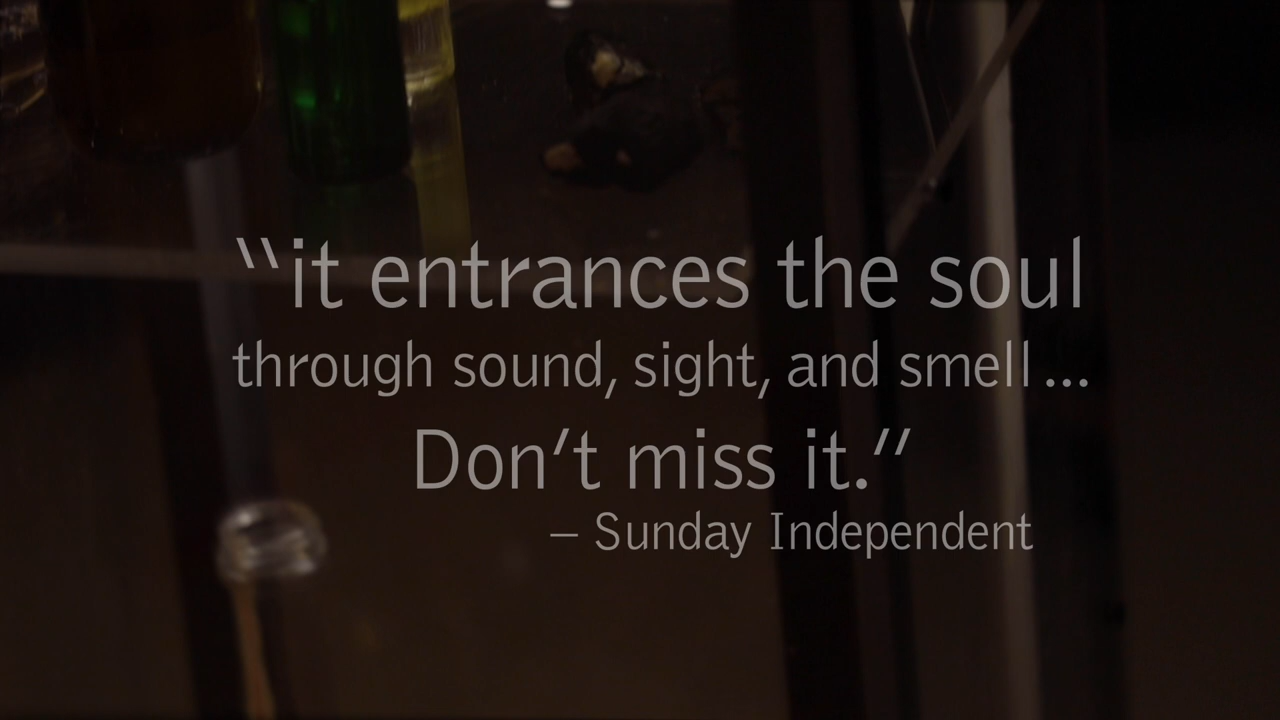 “it entrances the soul
through sound, sight, and smell ...
Don’t miss it.”
– Sunday Independent